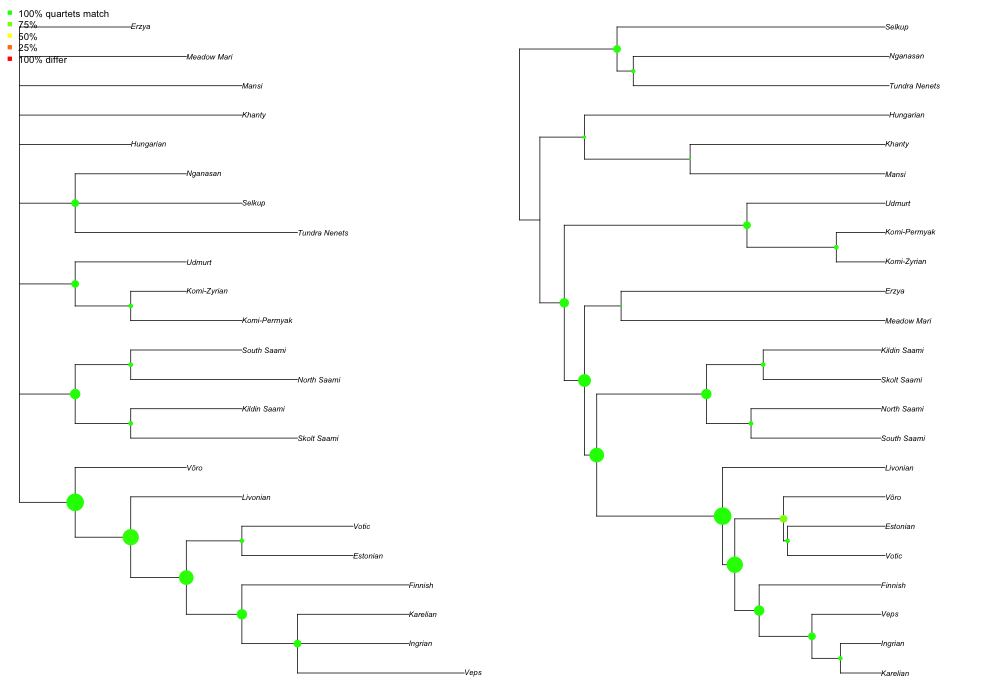 100% quartets match
75%
50%
25%
100% differ
Erzya
Meadow Mari
Mansi
Khanty
Hungarian
Nganasan
Selkup
Tundra Nenets
Udmurt
Komi-Zyrian
Komi-Permyak
South Saami
North Saami
Kildin Saami
Skolt Saami
Võro
Livonian
Votic
Estonian
Finnish
Karelian
Ingrian
Veps
Selkup
Nganasan
Tundra Nenets
Hungarian
Khanty
Mansi
Udmurt
Komi-Permyak
Komi-Zyrian
Erzya
Meadow Mari
Kildin Saami
Skolt Saami
North Saami
South Saami
Livonian
Võro
Estonian
Votic
Finnish
Veps
Ingrian
Karelian